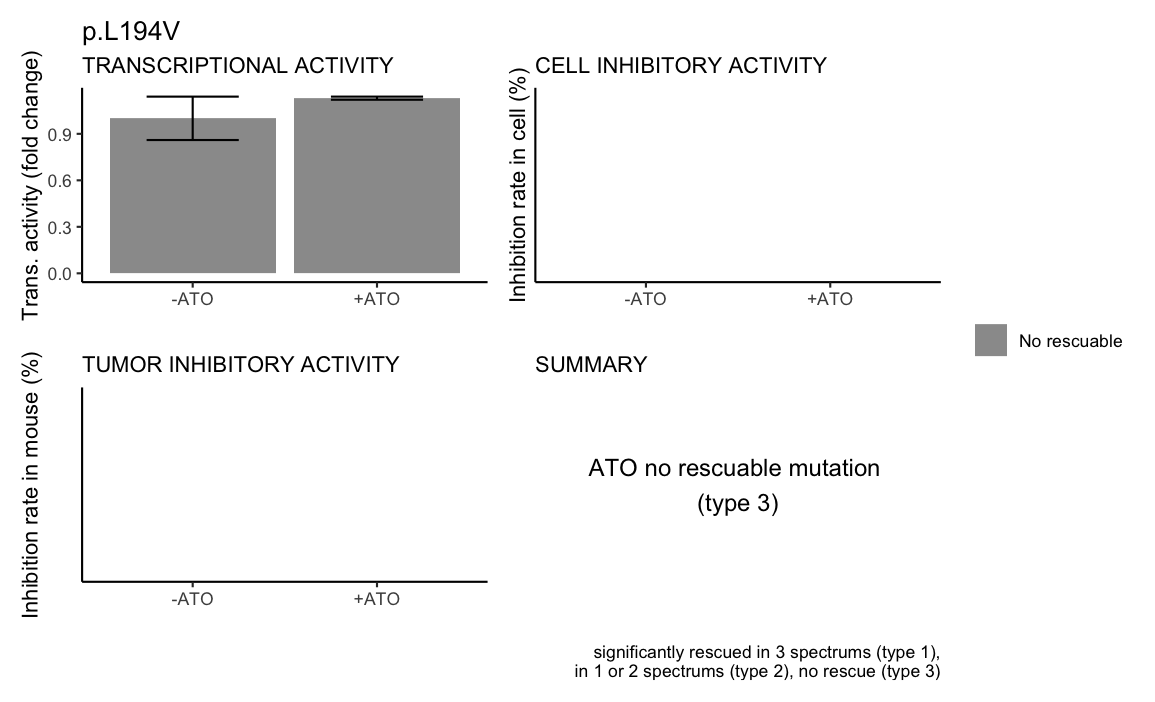 p.L194V
TRANSCRIPTIONAL ACTIVITY
Trans. activity (fold change)
0.9
0.6
0.3
0.0
-ATO
+ATO
CELL INHIBITORY ACTIVITY
Inhibition rate in cell (%)
-ATO
+ATO
No rescuable
TUMOR INHIBITORY ACTIVITY
Inhibition rate in mouse (%)
-ATO
+ATO
SUMMARY
ATO no rescuable mutation
(type 3)
significantly rescued in 3 spectrums (type 1),
in 1 or 2 spectrums (type 2), no rescue (type 3)